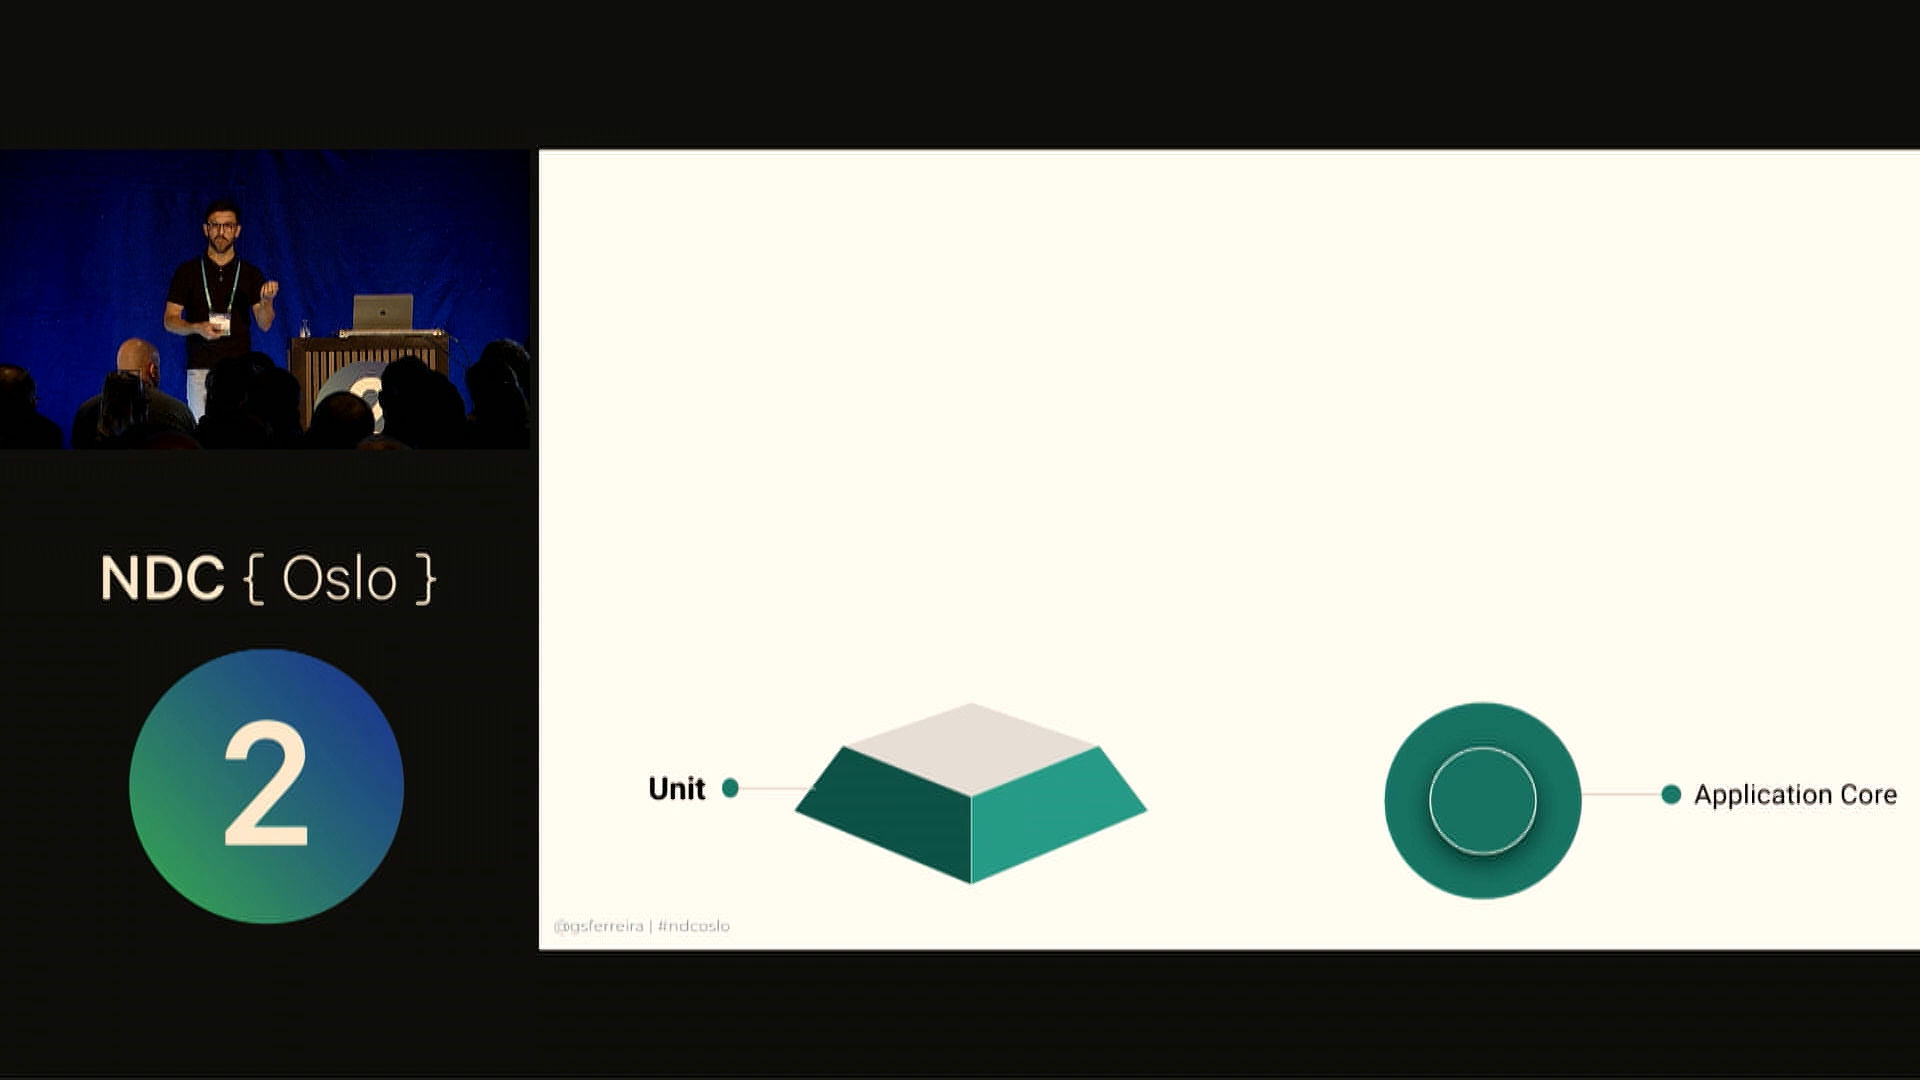 NDC { Oslo }
2
Unit
Application Core
@gsferreira | #ndcoslo